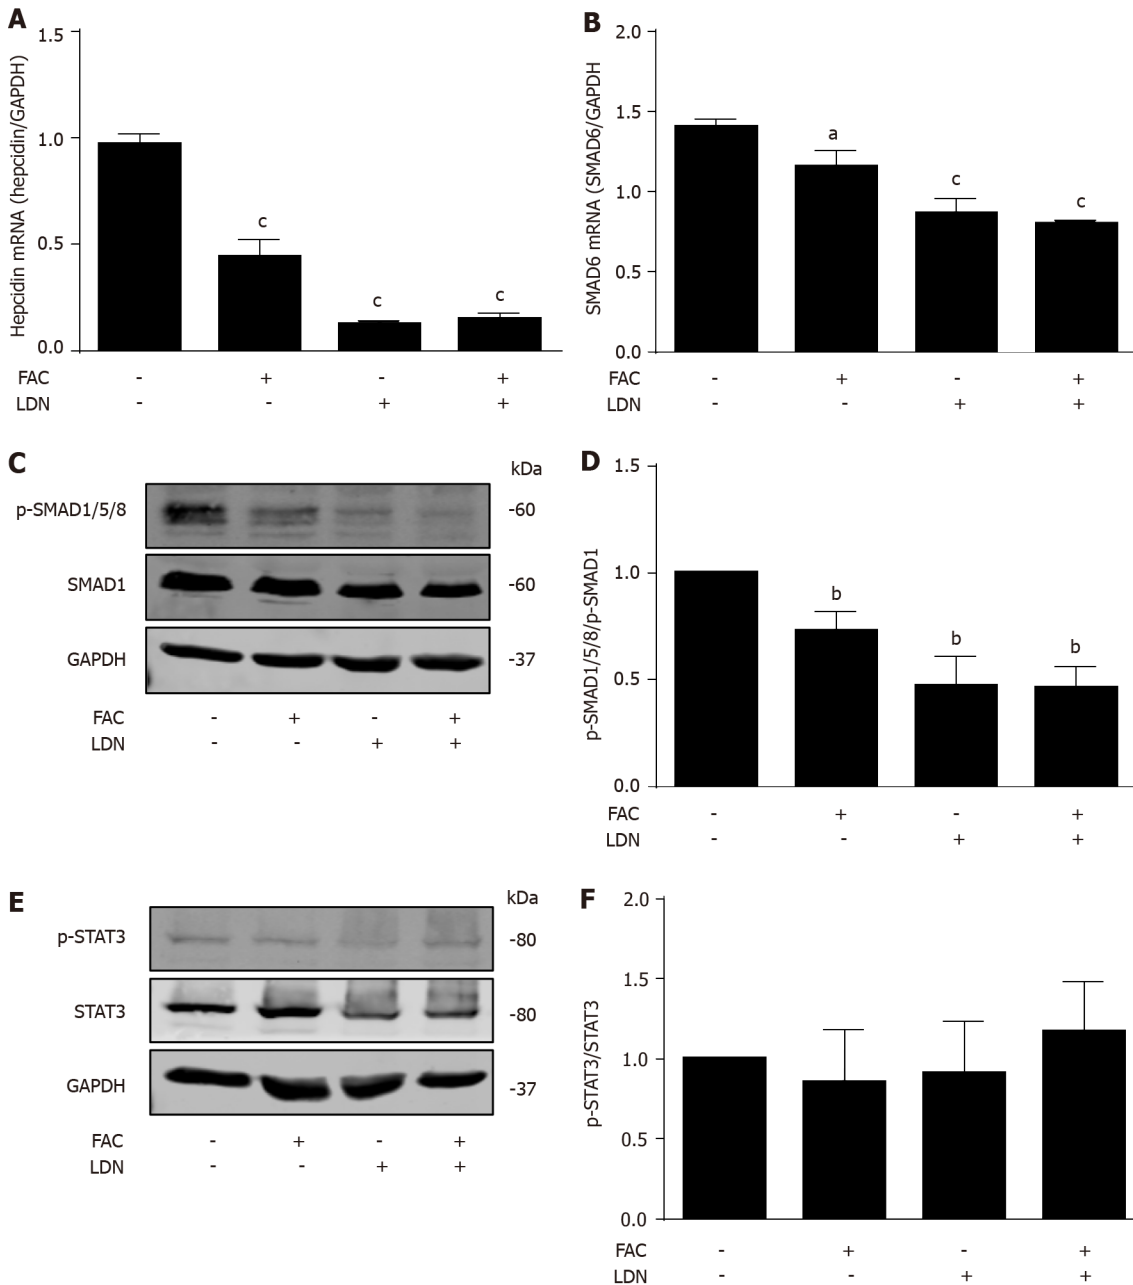 A
Hepcidin mRNA (hepcidin/GAPDH)
1.5
1.0
0.5
0.0
c
c
c
FAC - + - +
LDN - - + +
B
SMAD6 mRNA (SMAD6/GAPDH
2.0
1.5
1.0
0.5
0.0
a
c
c
FAC - + - +
LDN - - + +
C
kDa
p-SMAD1/5/8 -60
SMAD1 -60
GAPDH -37
FAC - + - +
LDN - - + +
D
p-SMAD1/5/8/p-SMAD1
1.5
1.0
0.5
0.0
b
b
b
FAC - + - +
LDN - - + +
E
kDa
p-STAT3 -80
STAT3 -80
GAPDH -37
FAC - + - +
LDN - - + +
F
p-STAT3/STAT3
2.0
1.5
1.0
0.5
0.0
FAC - + - +
LDN - - + +